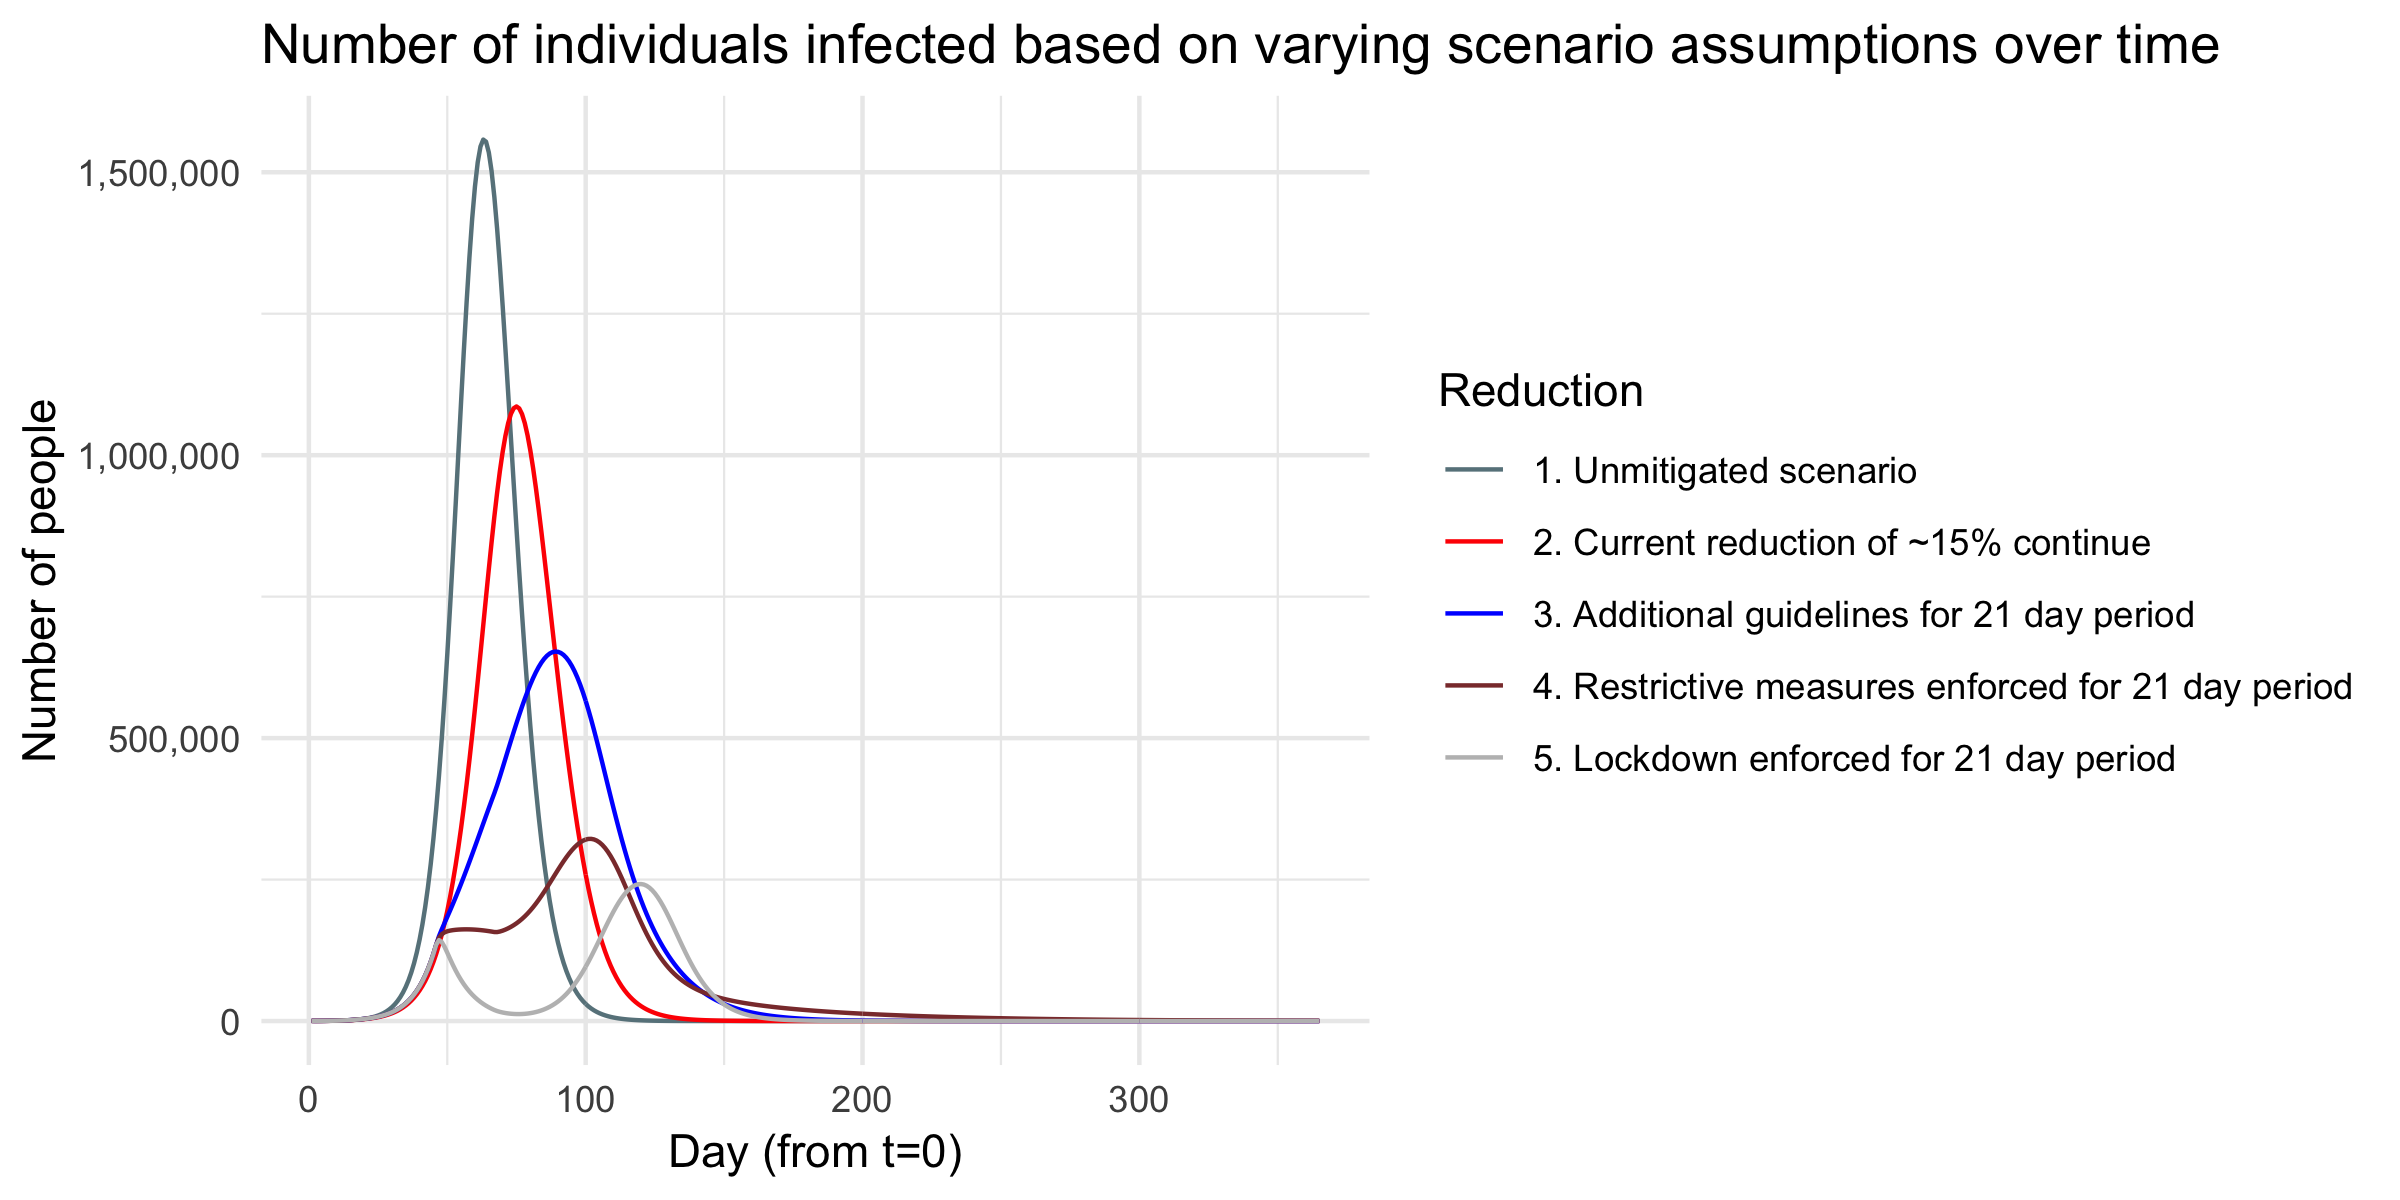 Number of individuals infected based on varying scenario assumptions over time
Number of people
1,500,000
1,000,000
500,000
0
0
100
200
300
Day (from t=0)
Reduction
1. Unmitigated scenario
2. Current reduction of ~15% continue
3. Additional guidelines for 21 day period
4. Restrictive measures enforced for 21 day period
5. Lockdown enforced for 21 day period